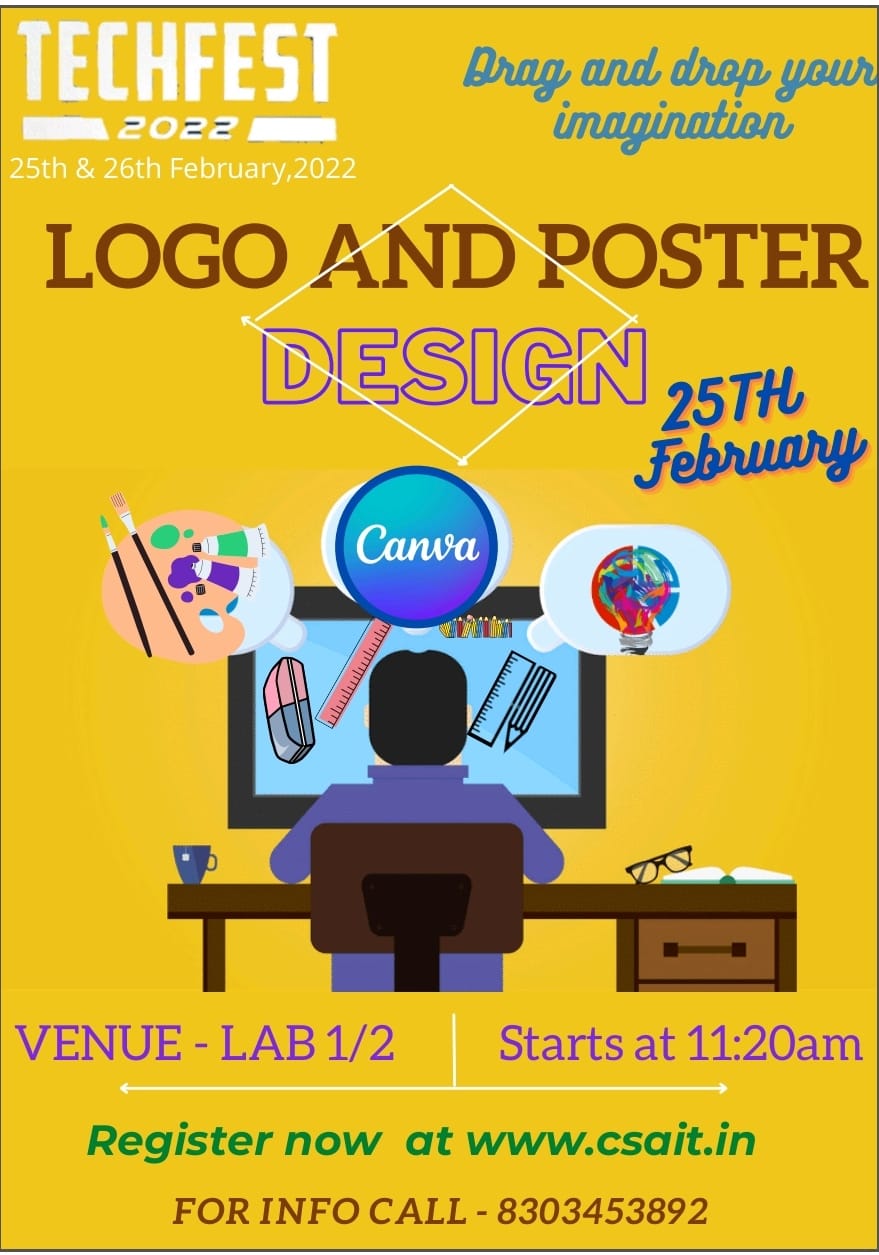 TECHFEST
2022
25th & 26th February,2022
Drag and drop your
imagination
LOGO AND POSTER
DESIGN
25TH
February
Canva
VENUE - LAB 1/2
Starts at 11:20am
Register now at www.csait.in
FOR INFO CALL - 8303453892